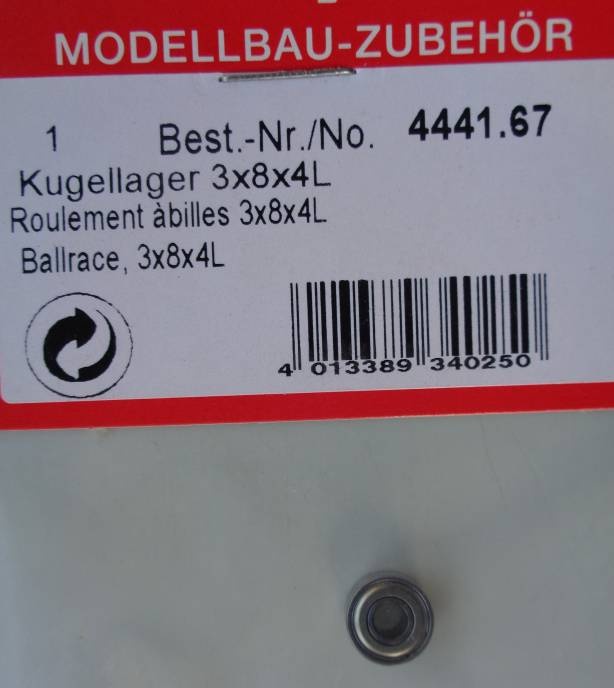 MODELLBAU-ZUBEHÖR
1 Best.-Nr./No. 4441.67
Kugellager 3x8x4L
Roulement àbilles 3x8x4L
Ballrace, 3x8x4L
4 013389 340250